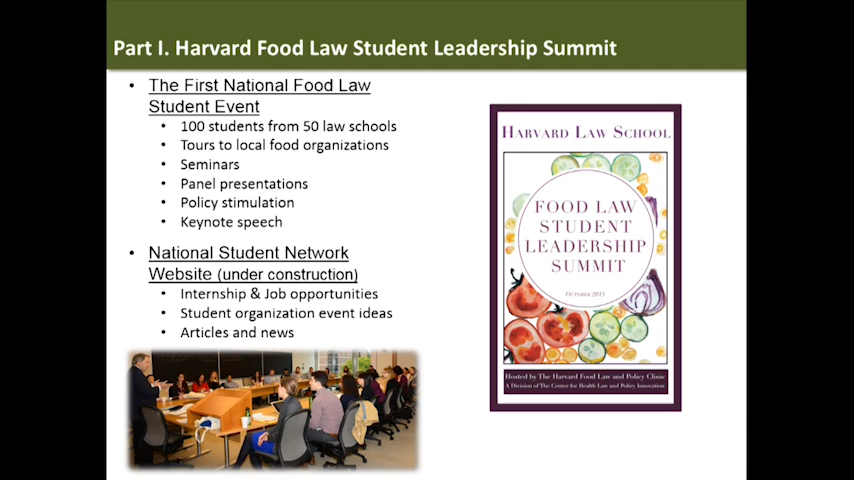 Part I. Harvard Food Law Student Leadership Summit
• The First National Food Law
Student Event
• 100 students from 50 law schools
• Tours to local food organizations
• Seminars
• Panel presentations
• Policy stimulation
• Keynote speech
• National Student Network
Website (under construction)
• Internship & Job opportunities
• Student organization event ideas
• Articles and news
HARVARD LAW SCHOOL
FOOD LAW
STUDENT
LEADERSHIP
SUMMIT
OCTOBER 2015
Hosted by The Harvard Food Law and Policy Clinic
A Division of The Center for Health Law and Policy Innovation